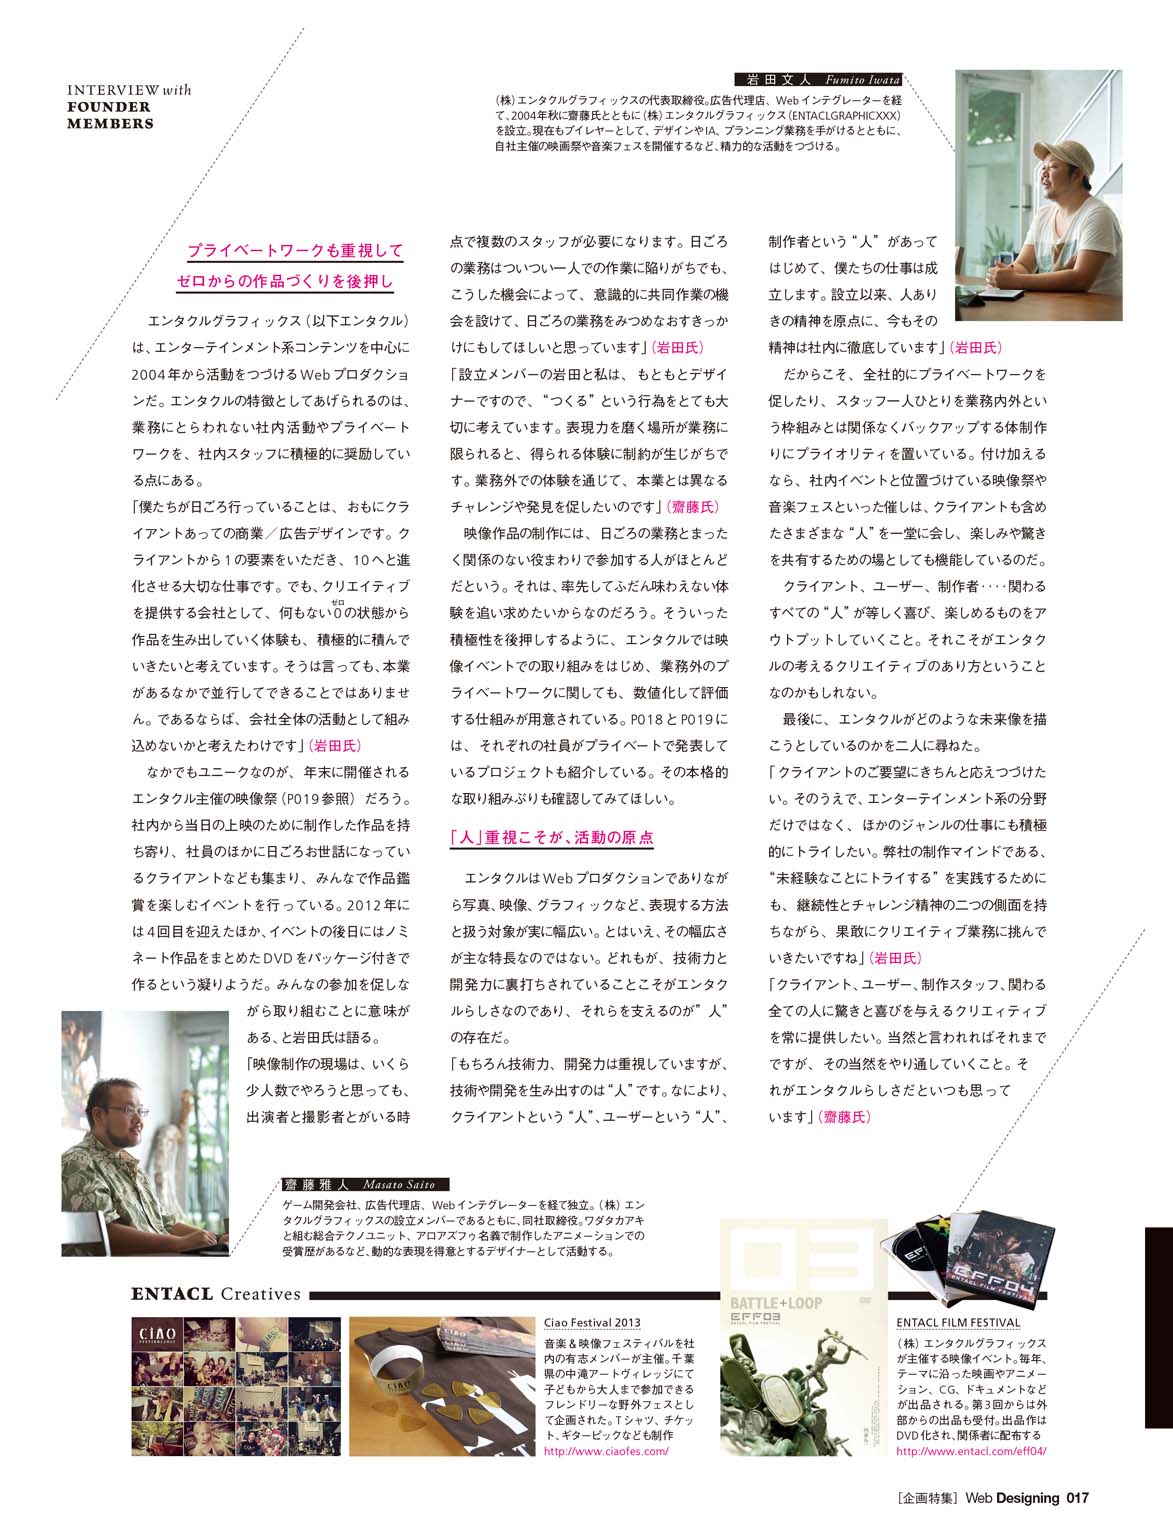 INTERVIEW with
FOUNDER
MEMBERS
岩田文人 Fumito Iwata
（株）エンタクルグラフィックスの代表取締役。広告代理店、Webインテグレーターを経
て、2004年秋に齋藤氏とともに（株）エンタクルグラフィックス（ENTACLGRAPHICXXX）
を設立。現在もプレイヤーとして、デザインやIA、プランニング業務を手がけるとともに、
自社主催の映画祭や音楽フェスを開催するなど、精力的な活動をつづける。
プライベートワークも重視して
ゼロからの作品づくりを後押し
エンタクルグラフィックス（以下エンタクル）
は、エンターテインメント系コンテンツを中心に
2004年から活動をつづけるWebプロダクショ
ンだ。エンタクルの特徴としてあげられるのは、
業務にとらわれない社内活動やプライベート
ワークを、社内スタッフに積極的に奨励してい
る点にある。
「僕たちが日ごろ行っていることは、おもにクラ
イアントあっての商業／広告デザインです。ク
ライアントから1の要素をいただき、10へと進
化させる大切な仕事です。でも、クリエイティブ
ゼロ
を提供する会社として、何もない0の状態から
作品を生み出していく体験も、積極的に積んで
いきたいと考えています。そうは言っても、本業
があるなかで並行してできることではありませ
ん。であるならば、会社全体の活動として組み
込めないかと考えたわけです」（岩田氏）
なかでもユニークなのが、年末に開催される
エンタクル主催の映像祭（P019参照）だろう。
社内から当日の上映のために制作した作品を持
ち寄り、社員のほかに日ごろお世話になってい
るクライアントなども集まり、みんなで作品鑑
賞を楽しむイベントを行っている。2012年に
は4回目を迎えたほか、イベントの後日にはノミ
ネート作品をまとめたDVDをパッケージ付きで
作るという凝りようだ。みんなの参加を促しな
がら取り組むことに意味が
ある、と岩田氏は語る。
「映像制作の現場は、いくら
少人数でやろうと思っても、
出演者と撮影者とがいる時
点で複数のスタッフが必要になります。日ごろ
の業務はついつい一人での作業に陥りがちでも、
こうした機会によって、意識的に共同作業の機
会を設けて、日ごろの業務をみつめなおすきっか
けにもしてほしいと思っています」（岩田氏）
「設立メンバーの岩田と私は、もともとデザイ
ナーですので、“つくる”という行為をとても大
切に考えています。表現力を磨く場所が業務に
限られると、得られる体験に制約が生じがちで
す。業務外での体験を通じて、本業とは異なる
チャレンジや発見を促したいのです」（齋藤氏）
映像作品の制作には、日ごろの業務とまった
く関係のない役まわりで参加する人がほとんど
だという。それは、率先してふだん味わえない体
験を追い求めたいからなのだろう。そういった
積極性を後押しするように、エンタクルでは映
像イベントでの取り組みをはじめ、業務外のプ
ライベートワークに関しても、数値化して評価
する仕組みが用意されている。P018とP019に
は、それぞれの社員がプライベートで発表して
いるプロジェクトも紹介している。その本格的
な取り組みぶりも確認してみてほしい。
「人」重視こそが、活動の原点
エンタクルはWebプロダクションでありなが
ら写真、映像、グラフィックなど、表現する方法
と扱う対象が実に幅広い。とはいえ、その幅広さ
が主な特長なのではない。どれもが、技術力と
開発力に裏打ちされていることこそがエンタク
ルらしさなのであり、それらを支えるのが”人”
の存在だ。
「もちろん技術力、開発力は重視していますが、
技術や開発を生み出すのは“人”です。なにより、
クライアントという“人”、ユーザーという“人”、
制作者という“人”があって
はじめて、僕たちの仕事は成
立します。設立以来、人あり
きの精神を原点に、今もその
精神は社内に徹底しています」（岩田氏）
だからこそ、全社的にプライベートワークを
促したり、スタッフ一人ひとりを業務内外とい
う枠組みとは関係なくバックアップする体制作
りにプライオリティを置いている。付け加える
なら、社内イベントと位置づけている映像祭や
音楽フェスといった催しは、クライアントも含め
たさまざまな“人”を一堂に会し、楽しみや驚き
を共有するための場としても機能しているのだ。
クライアント、ユーザー、制作者‥‥関わる
すべての“人”が等しく喜び、楽しめるものをア
ウトプットしていくこと。それこそがエンタク
ルの考えるクリエイティブのあり方ということ
なのかもしれない。
最後に、エンタクルがどのような未来像を描
こうとしているのかを二人に尋ねた。
「クライアントのご要望にきちんと応えつづけた
い。そのうえで、エンターテインメント系の分野
だけではなく、ほかのジャンルの仕事にも積極
的にトライしたい。弊社の制作マインドである、
“未経験なことにトライする”を実践するために
も、継続性とチャレンジ精神の二つの側面を持
ちながら、果敢にクリエイティブ業務に挑んで
いきたいですね」（岩田氏）
「クライアント、ユーザー、制作スタッフ、関わる
全ての人に驚きと喜びを与えるクリエィティブ
を常に提供したい。当然と言われればそれまで
ですが、その当然をやり通していくこと。そ
れがエンタクルらしさだといつも思って
います」（齋藤氏）
齋藤雅人 Masato Saito
ゲーム開発会社、広告代理店、Webインテグレーターを経て独立。（株）エン
タクルグラフィックスの設立メンバーであるともに、同社取締役。ワダタカアキ
と組む総合テクノユニット、アロアズフゥ名義で制作したアニメーションでの
受賞歴があるなど、動的な表現を得意とするデザイナーとして活動する。
ENTACL Creatives
CIAO
Ciao Festival 2013
音楽＆映像フェスティバルを社
内の有志メンバーが主催。千葉
県の中滝アートヴィレッジにて
子どもから大人まで参加できる
フレンドリーな野外フェスとし
て企画された。Tシャツ、チケッ
ト、ギターピックなども制作
http://www.ciaofes.com/
03
BATTLE+LOOP
EFF03
ENTACL FILM FESTIVAL
EFF04
ENTACL FILM FESTIVAL
ENTACL FILM FESTIVAL
（株）エンタクルグラフィックス
が主催する映像イベント。毎年、
テーマに沿った映画やアニメー
ション、CG、ドキュメントなど
が出品される。第3回からは外
部からの出品も受付。出品作は
DVD化され、関係者に配布する
http://www.entacl.com/eff04/
［企画特集］ Web Designing 017